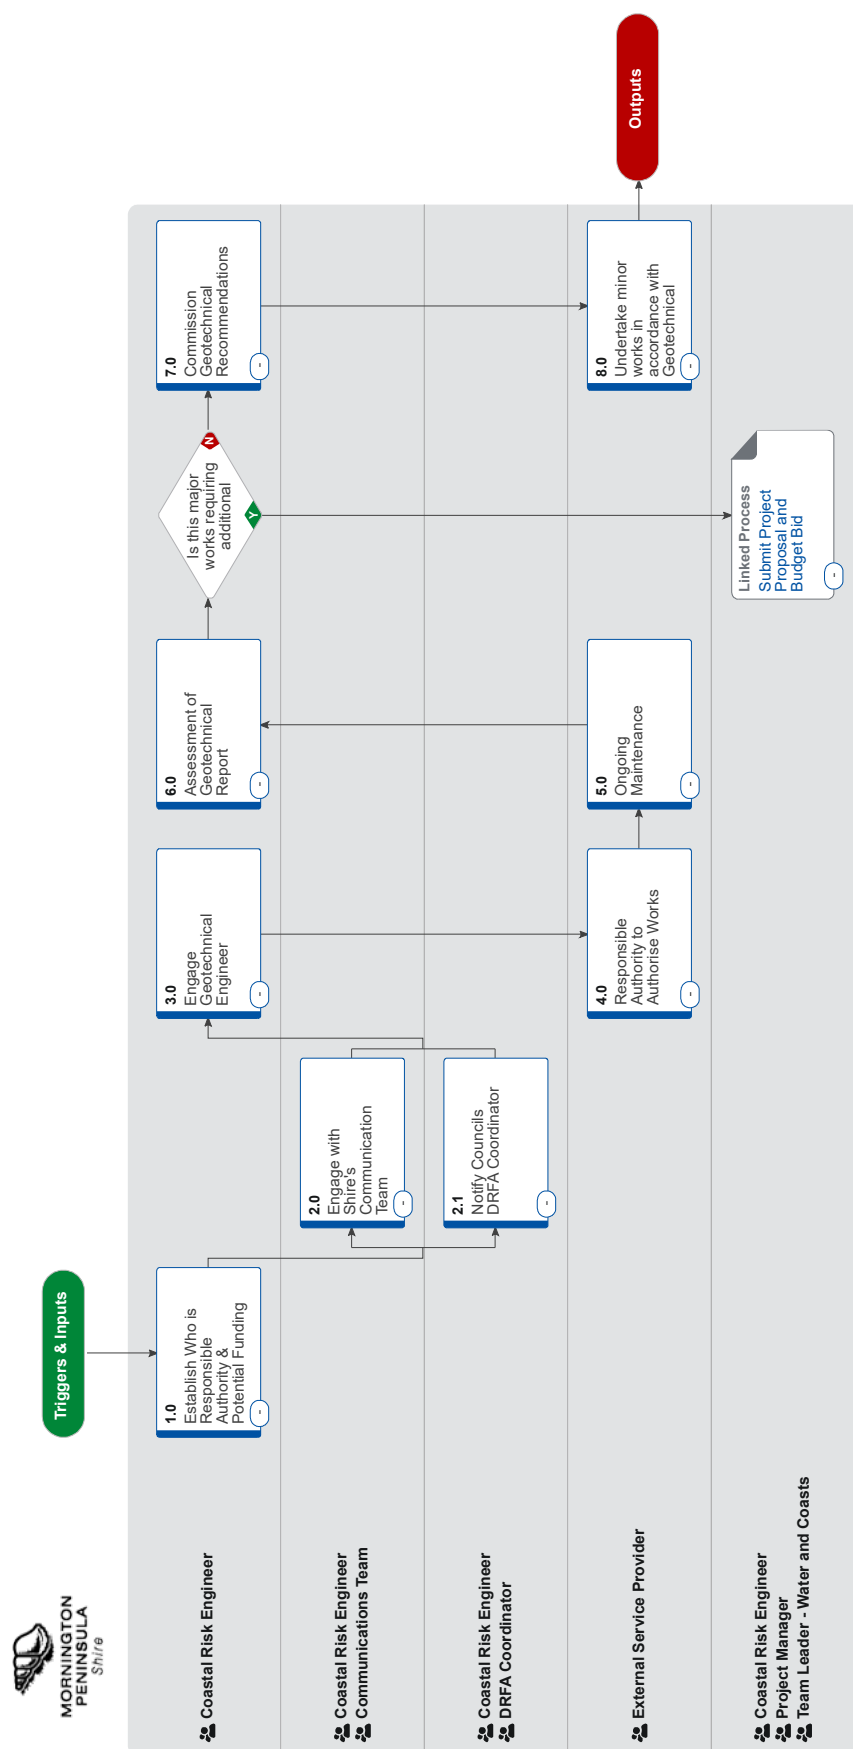 MORNINGTON
PENINSULA
Shire
Triggers & Inputs
Coastal Risk Engineer
1.0
Establish Who is
Responsible
Authority &
Potential Funding
-
3.0
Engage
Geotechnical
Engineer
-
6.0
Assessment of
Geotechnical
Report
-
Is this major
works requiring
additional
Y
N
7.0
Commission
Geotechnical
Recommendations
-
Coastal Risk Engineer
Communications Team
2.0
Engage with
Shire's
Communication
Team
-
Coastal Risk Engineer
DRFA Coordinator
2.1
Notify Councils
DRFA Coordinator
-
External Service Provider
4.0
Responsible
Authority to
Authorise Works
-
5.0
Ongoing
Maintenance
-
8.0
Undertake minor
works in
accordance with
Geotechnical
-
Outputs
Coastal Risk Engineer
Project Manager
Team Leader - Water and Coasts
Linked Process
Submit Project
Proposal and
Budget Bid
-